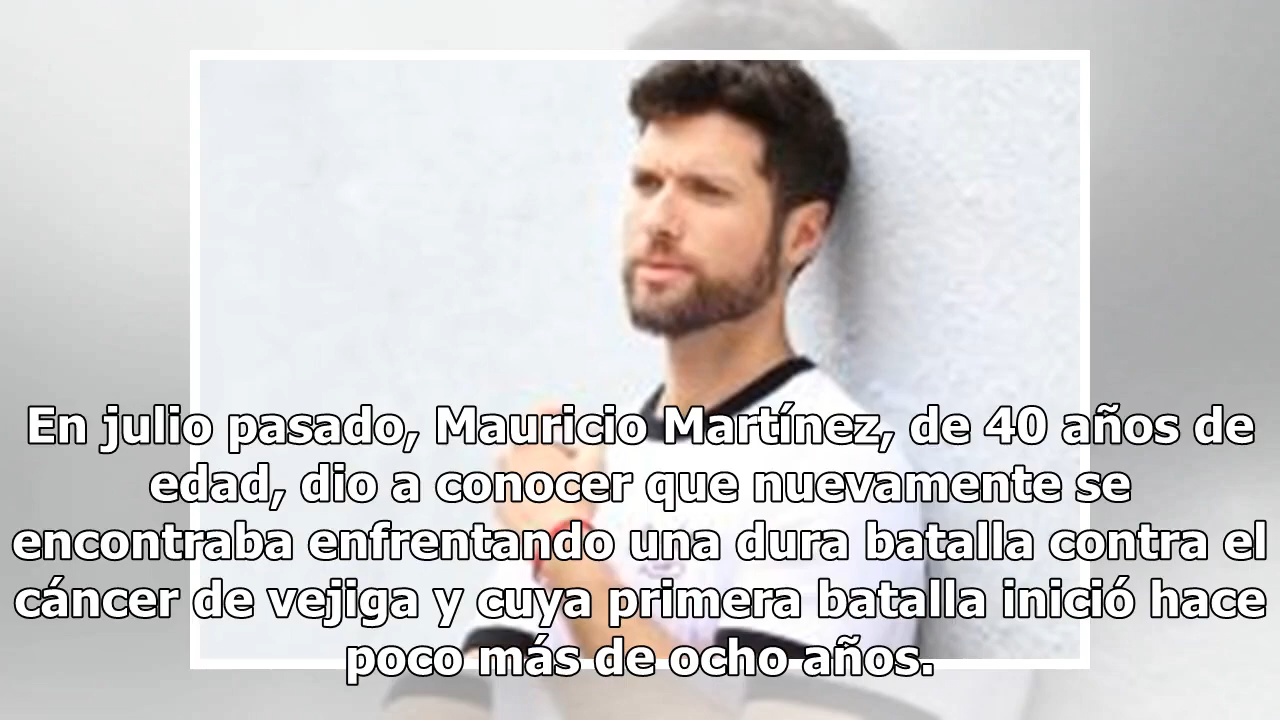 En julio pasado, Mauricio Martínez, de 40 años de
edad, dio a conocer que nuevamente se
encontraba enfrentando una dura batalla contra el
cáncer de vejiga y cuya primera batalla inició hace
poco más de ocho años.